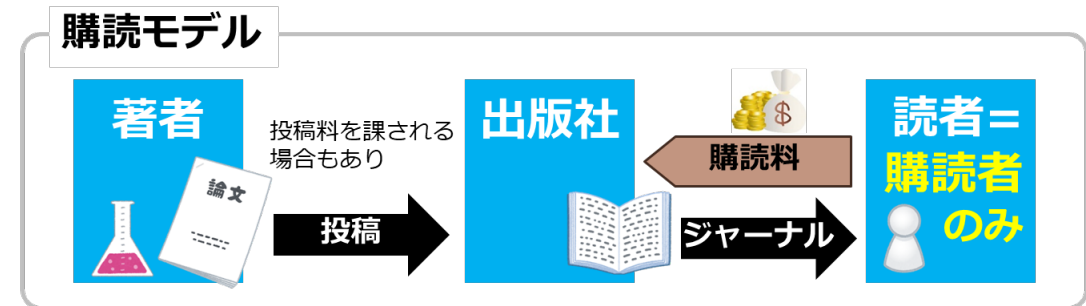 購読モデル
著者
投稿料を課される
場合もあり
論文
投稿
出版社
$
購読料
ジャーナル
読者=
購読者
のみ